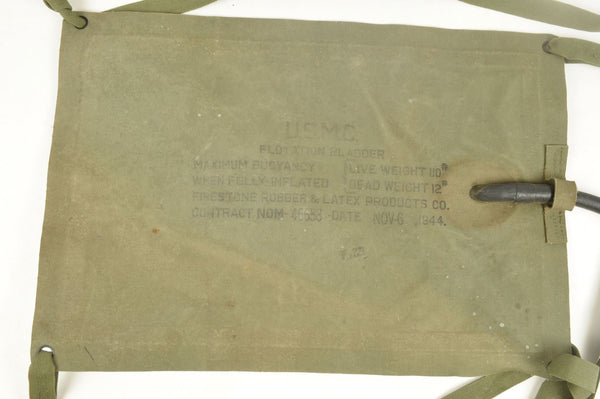 U.S.M.C.
FLOTATION BLADDER
MAXIMUM BUOYANCY LIVE WEIGHT 110#
WHEN FULLY-INFLATED DEAD WEIGHT 12#
FIRESTONE RUBBER & LATEX PRODUCTS CO.
CONTRACT NOM-45653-DATE NOV-6 1944.